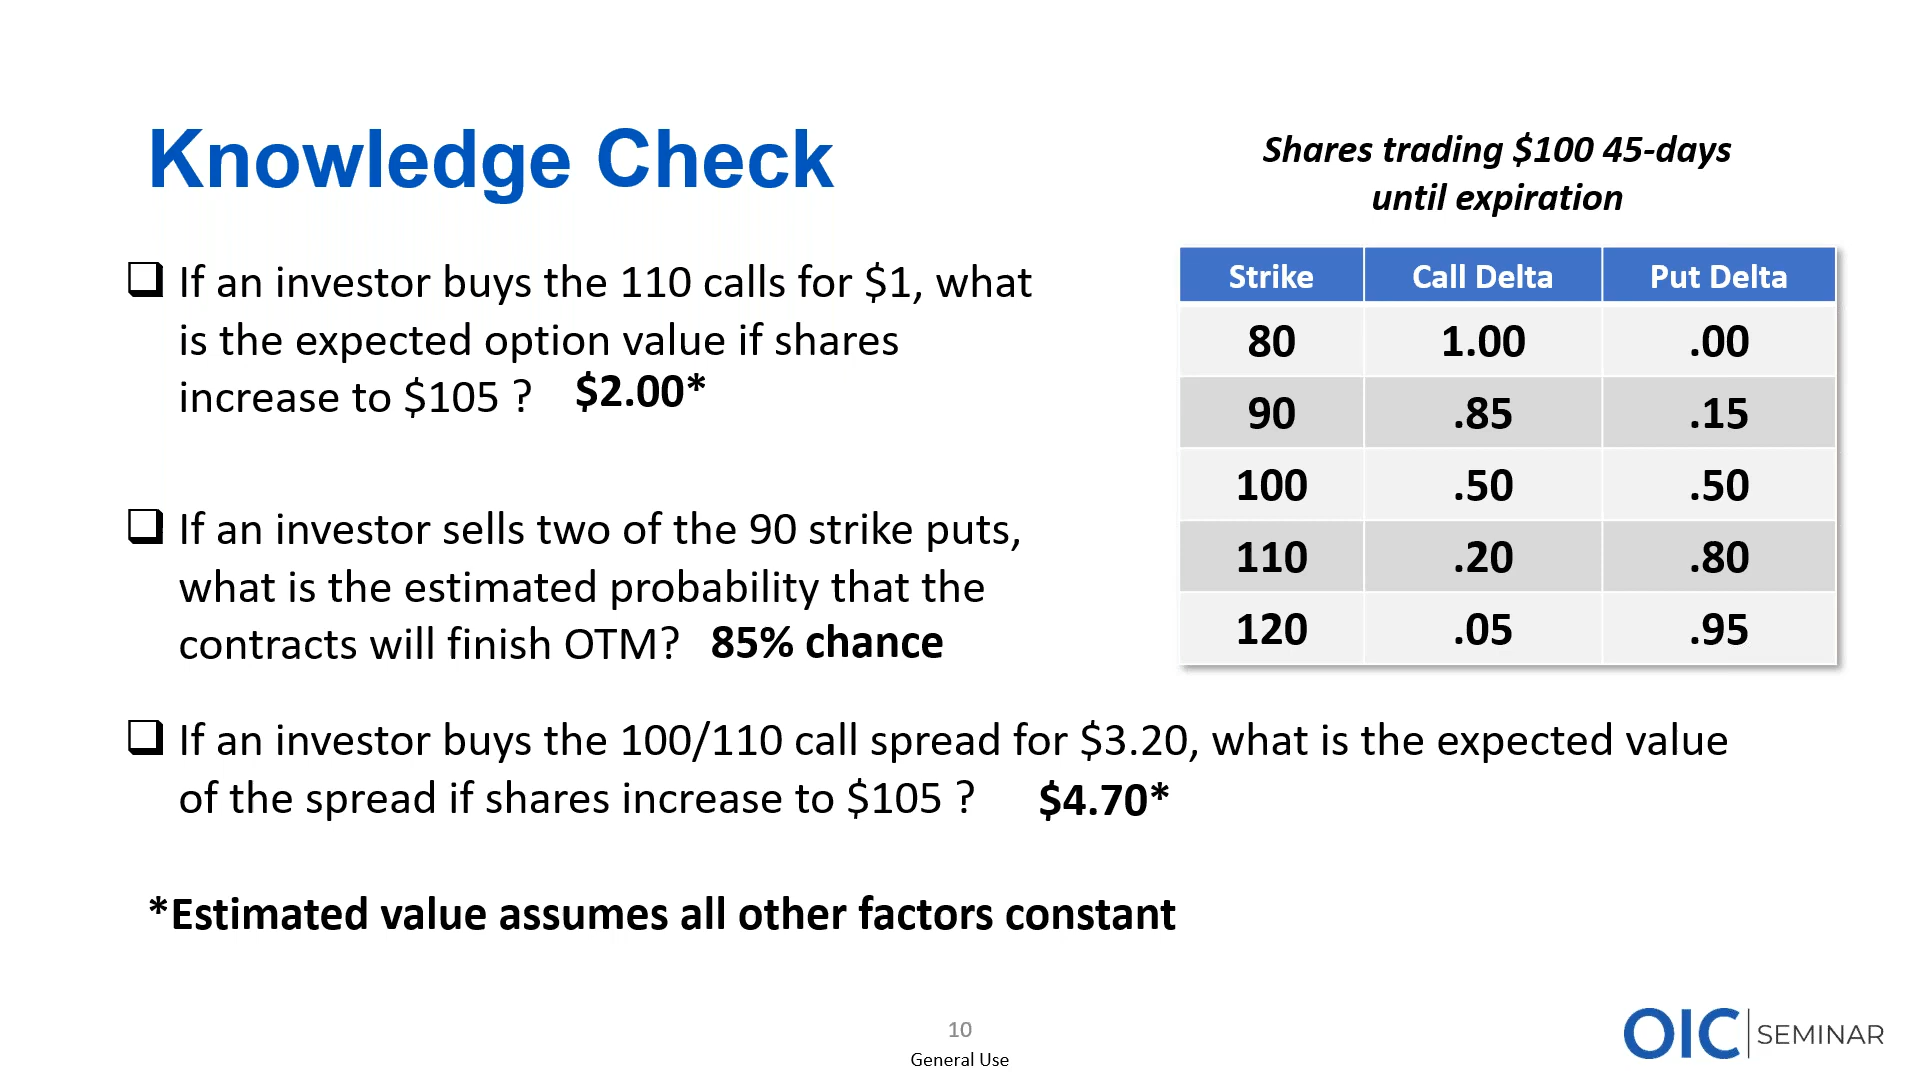 Knowledge Check
Shares trading $100 45-days
until expiration
❑ If an investor buys the 110 calls for $1, what
is the expected option value if shares
increase to $105 ? $2.00*
❑ If an investor sells two of the 90 strike puts,
what is the estimated probability that the
contracts will finish OTM? 85% chance
Strike Call Delta Put Delta
80 1.00 .00
90 .85 .15
100 .50 .50
110 .20 .80
120 .05 .95
❑ If an investor buys the 100/110 call spread for $3.20, what is the expected value
of the spread if shares increase to $105 ? $4.70*
*Estimated value assumes all other factors constant
10
General Use
OIC SEMINAR